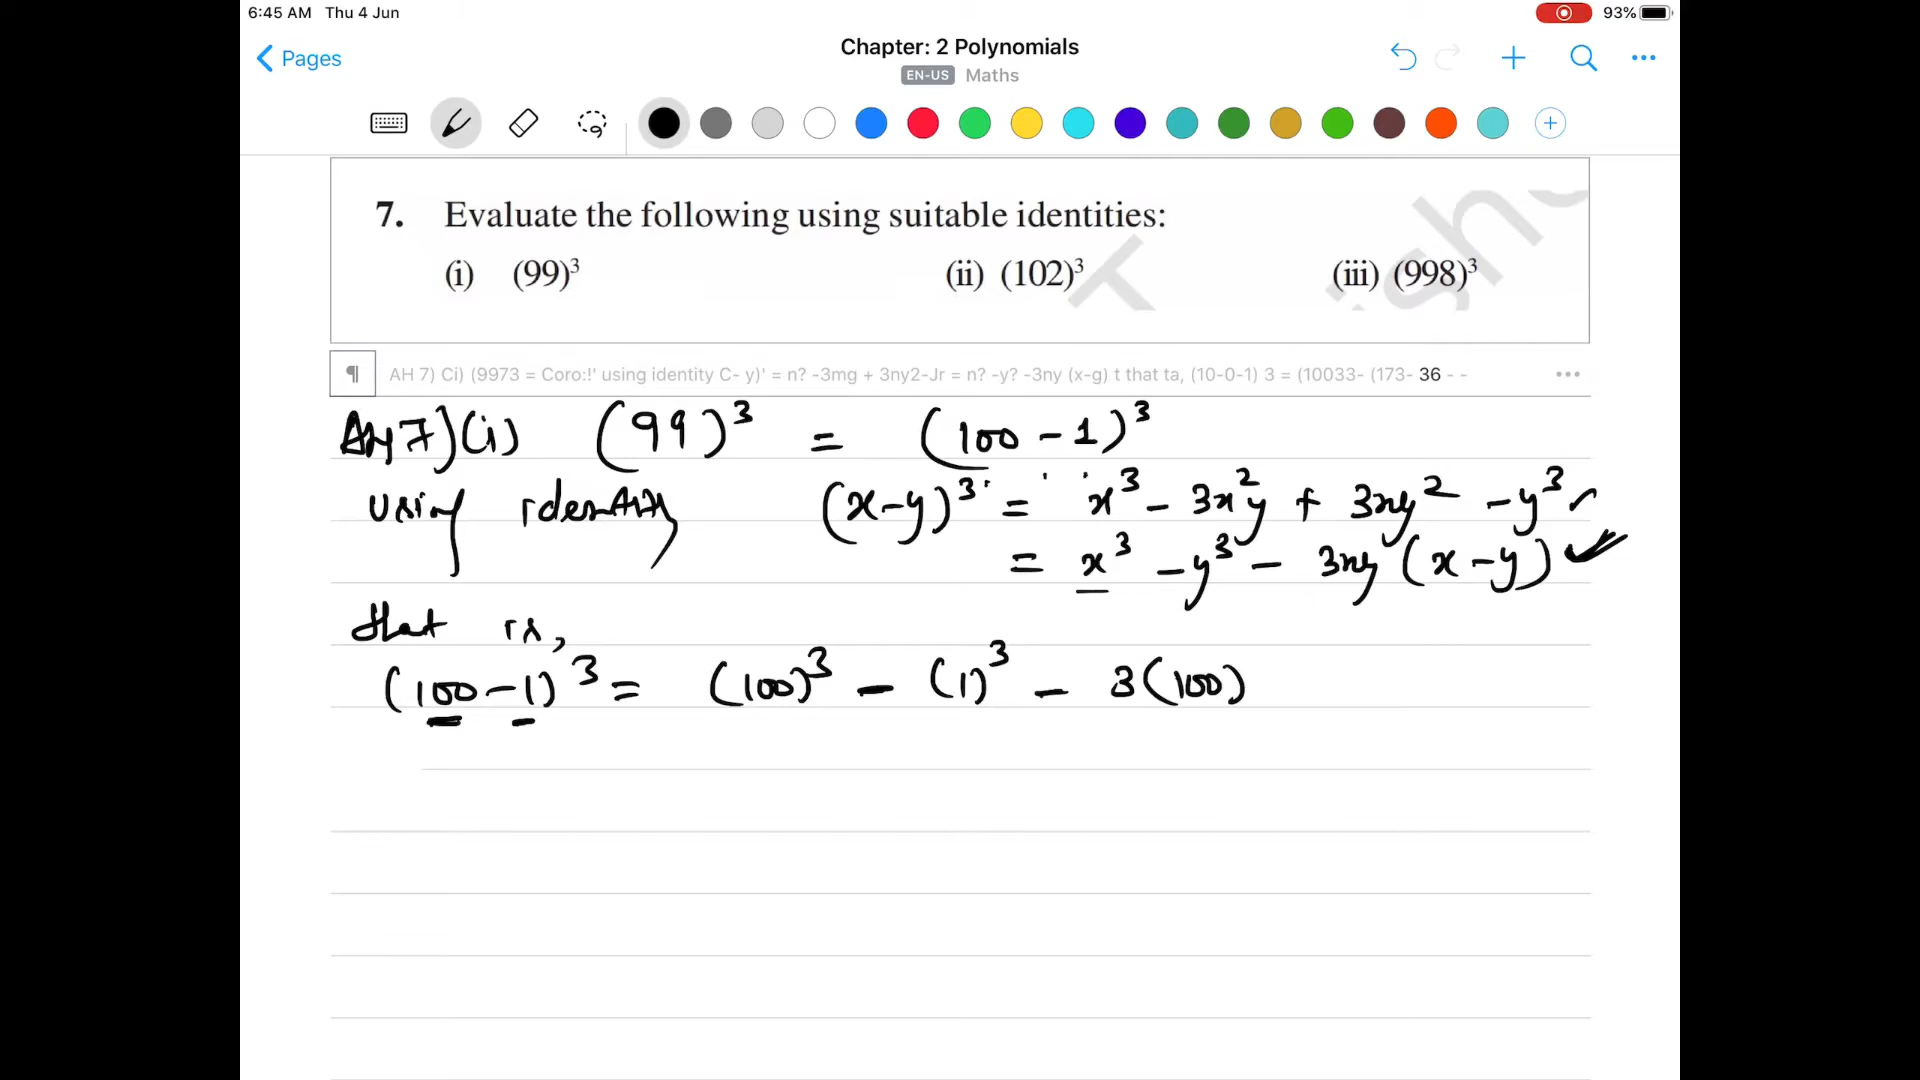 6:45 AM Thu 4 Jun 93%
Pages
Chapter: 2 Polynomials
EN-US Maths
7. Evaluate the following using suitable identities:
(i) (99)³ (ii) (102)³ (iii) (998)³
¶ AH 7) Ci) (9973 = Coro:!' using identity C- y)' = n? -3mg + 3ny2-Jr = n? -y? -3ny (x-g) t that ta, (10-0-1) 3 = (10033- (173- 36 - -
7) (i) (99)³ = (100 - 1)³
using identity (x-y)³ = x³ - 3x²y + 3xy² - y³
= x³ - y³ - 3xy (x - y)
that is,
(100 - 1)³ = (100)³ - (1)³ - 3(100)